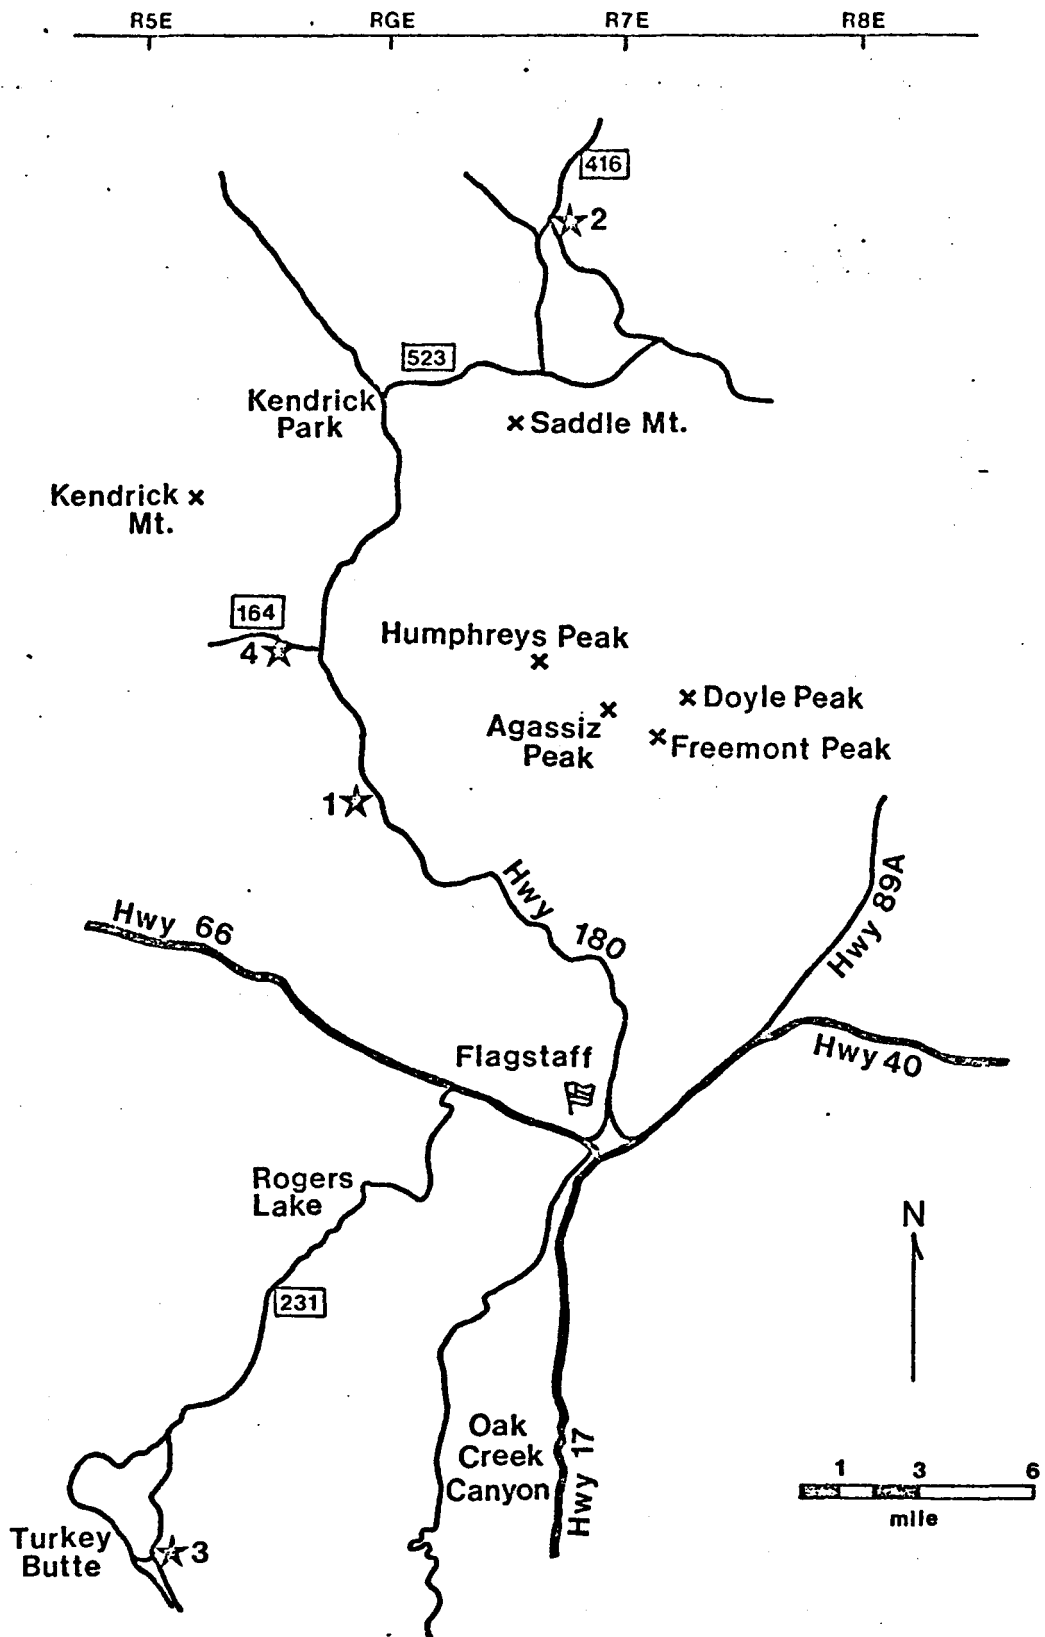 R5E RGE R7E R8E
416
2
523
Kendrick
Park
Saddle Mt.
Kendrick
Mt.
164
4
Humphreys Peak
Doyle Peak
Agassiz
Peak
Freemont Peak
1
Hwy 180
Hwy 89A
Hwy 66
Hwy 40
Flagstaff
Rogers
Lake
N
231
Oak
Creek
Canyon
Hwy 17
1 3 6
mile
Turkey
Butte
3